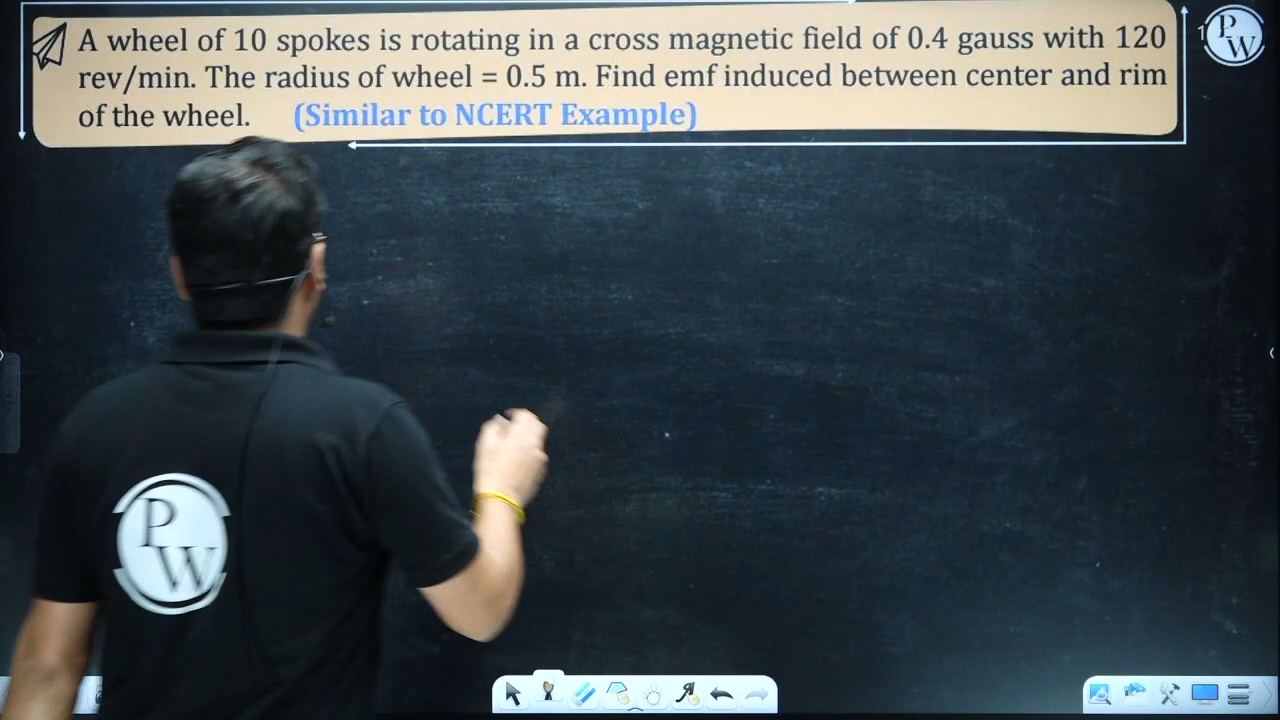 A wheel of 10 spokes is rotating in a cross magnetic field of 0.4 gauss with 120
rev/min. The radius of wheel = 0.5 m. Find emf induced between center and rim
of the wheel. (Similar to NCERT Example)
1
P
W
P
W